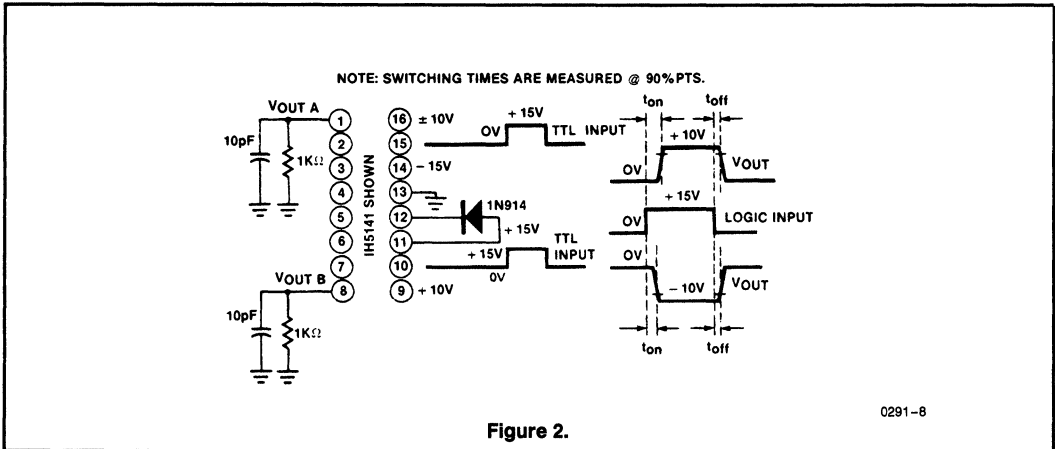 NOTE: SWITCHING TIMES ARE MEASURED @ 90% PTS.
VOUT A
10pF
1KΩ
1
2
3
4
5
6
7
8
IH5141 SHOWN
16 ± 10V
15
14 - 15V
13
12
11
10
9 + 10V
0V
+ 15V
TTL INPUT
1N914
+ 15V
+ 15V
0V
TTL
INPUT
VOUT B
10pF
1KΩ
ton
toff
+ 10V
0V
VOUT
+ 15V
0V
LOGIC INPUT
0V
- 10V
VOUT
ton
toff
0291-8
Figure 2.